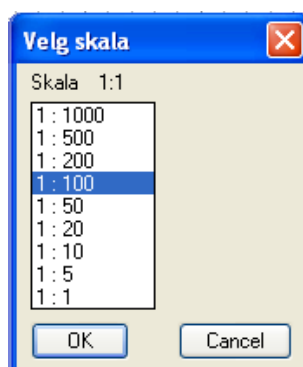 Velg skala
Skala 1:1
1 : 1000
1 : 500
1 : 200
1 : 100
1 : 50
1 : 20
1 : 10
1 : 5
1 : 1
OK Cancel